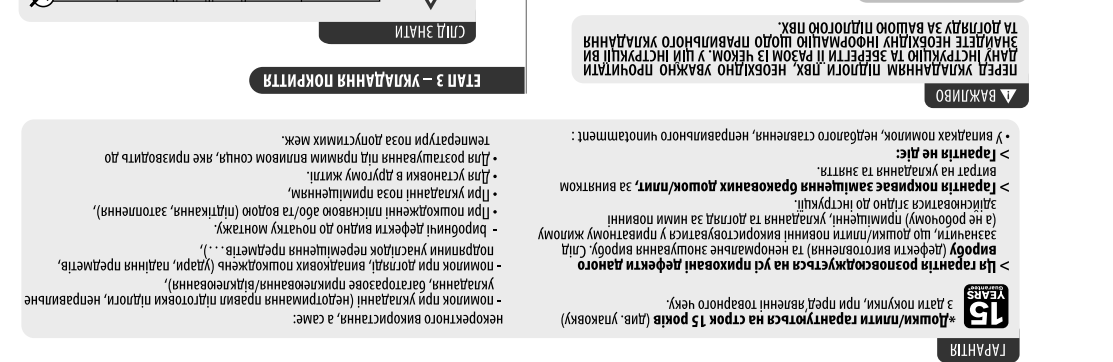 ГАРАНТІЯ
15
YEARS
Guarantee
*Дошки/плити гарантуються на строк 15 років (див. упаковку)
з дати покупки, при пред'явленні товарного чеку.
> Ця гарантія розповсюджується на усі приховані дефекти даного
виробу (дефекти виготовлення) та ненормальне зношування виробу. Слід
зазначити, що дошки/плити повинні використовуватися у приватному жилому
(а не робочому) приміщенні, укладання та догляд за ними повинні
здійснюватися згідно до інструкції.
> Гарантія покриває заміщення бракованих дошок/плит, за винятком
витрат на укладання та зняття.
> Гарантія не діє:
• У випадках помилок, недбалого ставлення, неправильного чиnotamment :
некоректного використання, а саме:
- помилок при укладанні (недотримання правил підготовки підлоги, неправильне
укладання, багаторазове приклеювання/відклеювання),
- помилок при догляді, випадкових пошкоджень (удари, падіння предметів,
подряпини унаслідок переміщення предметів…),
- bиробничі дефекти видно до початку монтажу.
• При пошкодженні пліснявою або/та водою (підтікання, затоплення),
• При укладанні поза приміщенням,
• Для установки в другому житлі.
• Для розташування під прямим впливом сонця, яке призводить до
температури поза допустимих меж.
ВАЖЛИВО
ПЕРЕД УКЛАДАННЯМ ПІДЛОГИ ПВХ, НЕОБХІДНО УВАЖНО ПРОЧИТАТИ
ДАНУ ІНСТРУКЦІЮ ТА ЗБЕРЕГТИ ЇЇ РАЗОМ ІЗ ЧЕКОМ. У ЦІЙ ІНСТРУКЦІЇ ВИ
ЗНАЙДЕТЕ НЕОБХІДНУ ІНФОРМАЦІЮ ЩОДО ПРАВИЛЬНОГО УКЛАДАННЯ
ТА ДОГЛЯДУ ЗА ВАШОЮ ПІДЛОГОЮ ПВХ.
ЕТАП 3 – УКЛАДАННЯ ПОКРИТТЯ
СЛІД ЗНАТИ